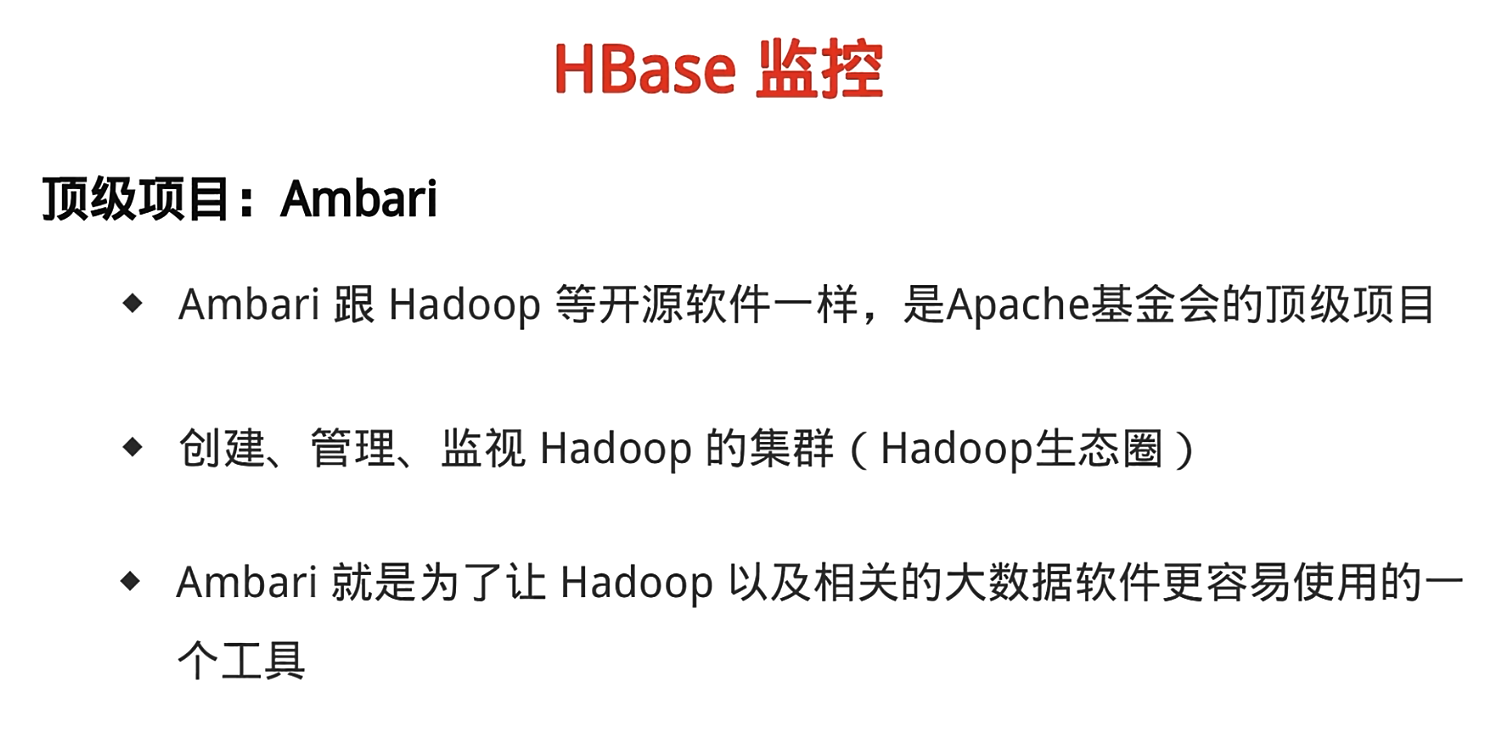 HBase 监控
顶级项目：Ambari
◆ Ambari 跟 Hadoop 等开源软件一样，是Apache基金会的顶级项目
◆ 创建、管理、监视 Hadoop 的集群（Hadoop生态圈）
◆ Ambari 就是为了让 Hadoop 以及相关的大数据软件更容易使用的一
个工具